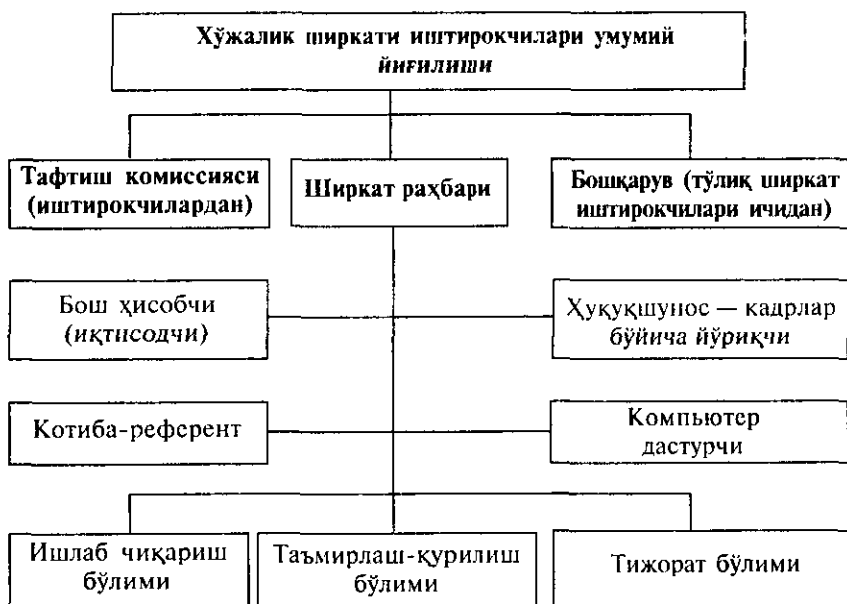 Хўжалик ширкати иштирокчилари умумий
йиғилиши
Тафтиш комиссияси
(иштирокчилардан)
Ширкат раҳбари
Бошқарув (тўлиқ ширкат
иштирокчилари ичидан)
Бош ҳисобчи
(иқтисодчи)
Ҳуқуқшунос — кадрлар
бўйича йўриқчи
Котиба-референт
Компьютер
дастурчи
Ишлаб чиқариш
бўлими
Таъмирлаш-қурилиш
бўлими
Тижорат бўлими